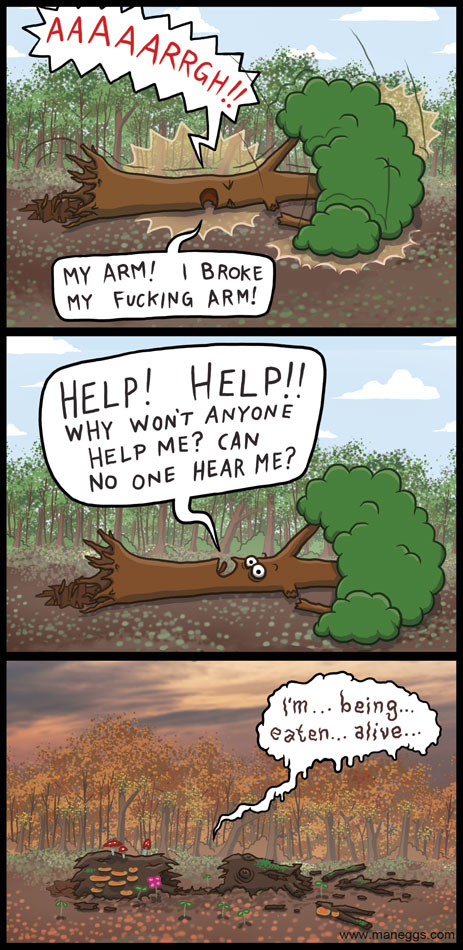 AAAAAARRGH!!
MY ARM! I BROKE
MY FUCKING ARM!
HELP! HELP!!
WHY WON'T ANYONE
HELP ME? CAN
NO ONE HEAR ME?
I'm... being...
eaten... alive...
www.maneggs.com